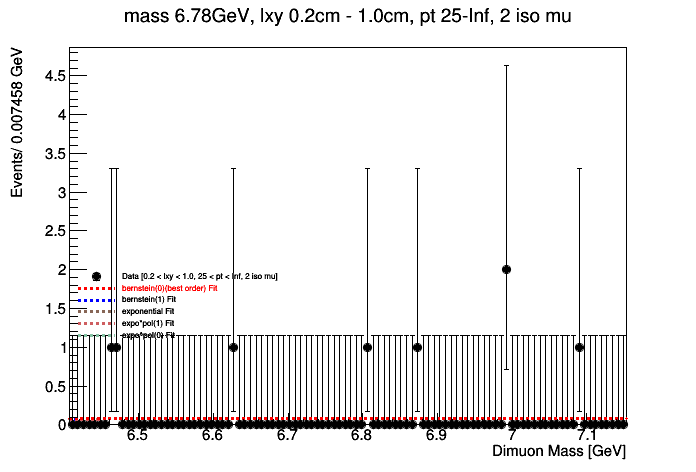 mass 6.78GeV, lxy 0.2cm - 1.0cm, pt 25-Inf, 2 iso mu
Events/ 0.007458 GeV
4.5
4
3.5
3
2.5
2
1.5
1
0.5
0
Data [0.2 < lxy < 1.0, 25 < pt < Inf, 2 iso mu]
bernstein(0)(best order) Fit
bernstein(1) Fit
exponential Fit
expo*pol(1) Fit
expo*pol(0) Fit
6.5 6.6 6.7 6.8 6.9 7 7.1
Dimuon Mass [GeV]